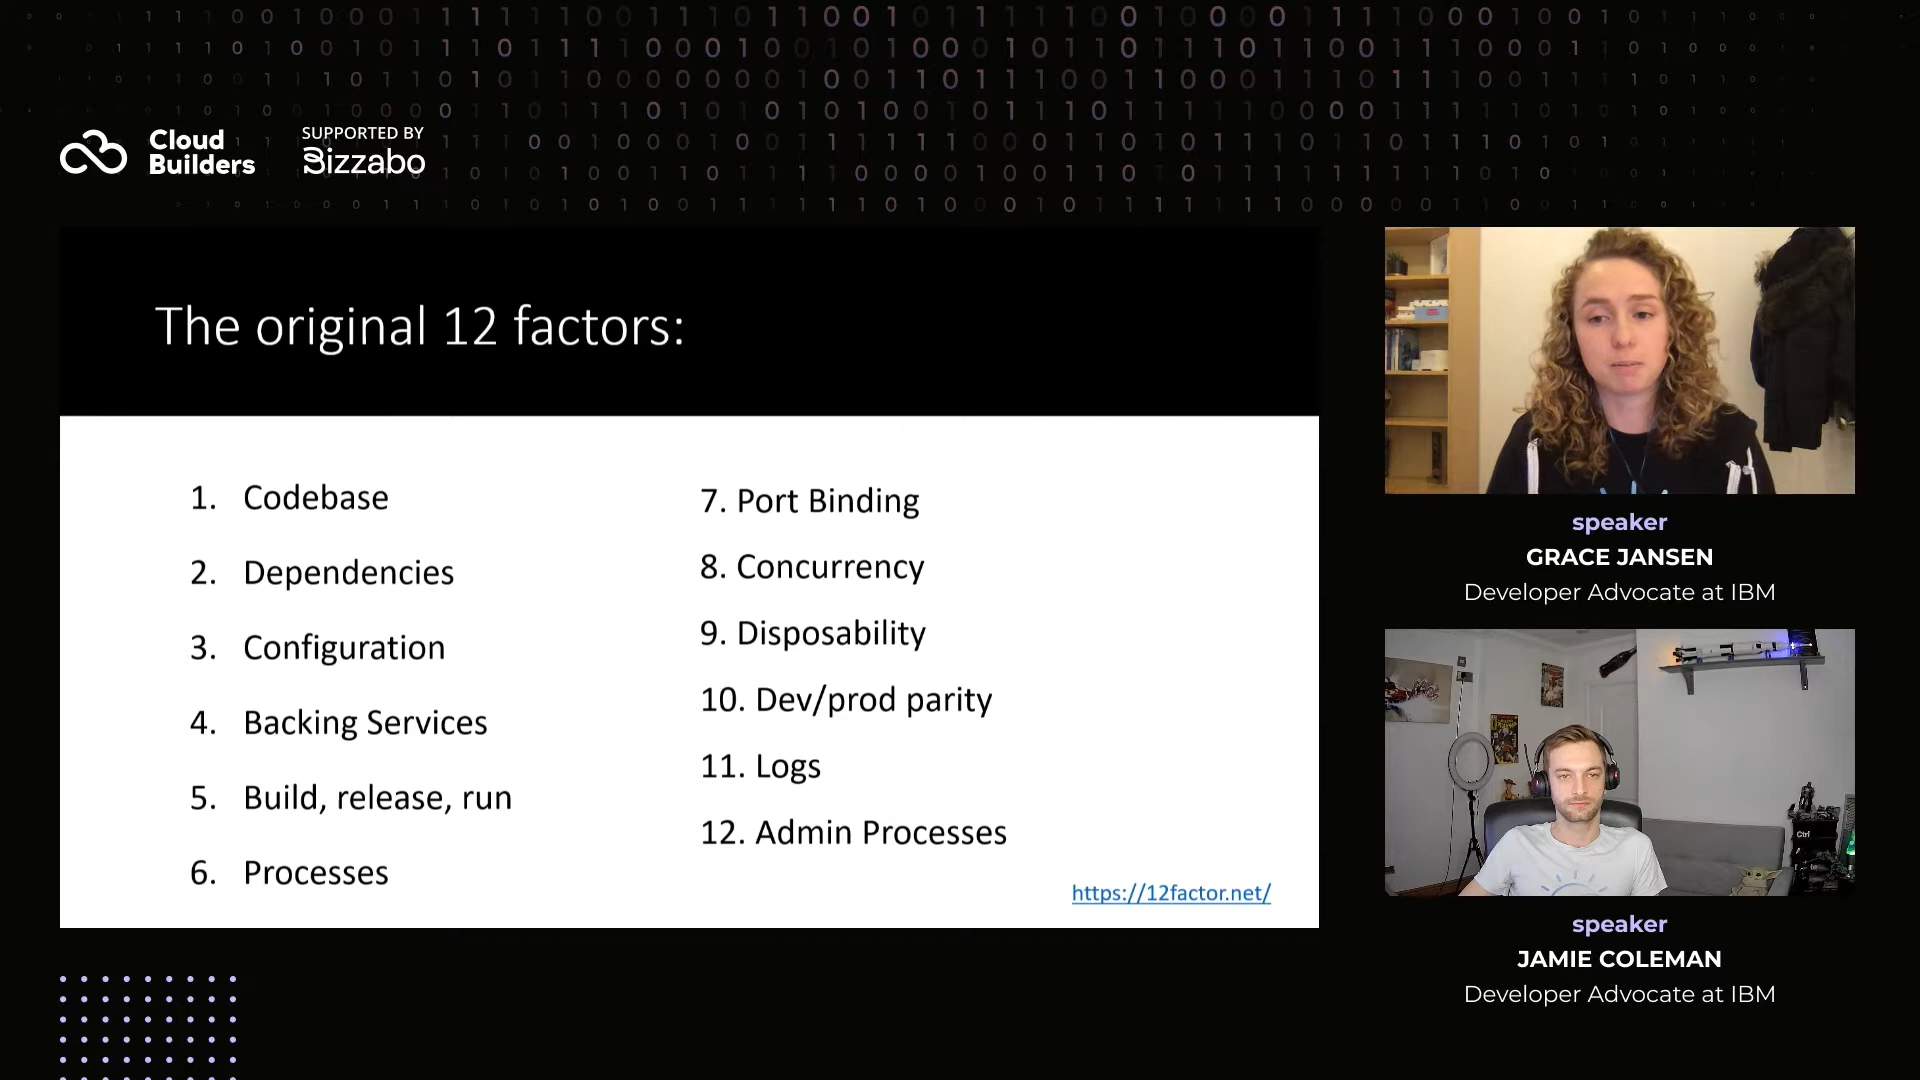 Cloud
Builders
SUPPORTED BY
Bizzabo
The original 12 factors:
1. Codebase
2. Dependencies
3. Configuration
4. Backing Services
5. Build, release, run
6. Processes
7. Port Binding
8. Concurrency
9. Disposability
10. Dev/prod parity
11. Logs
12. Admin Processes
https://12factor.net/
speaker
GRACE JANSEN
Developer Advocate at IBM
Ctrl
speaker
JAMIE COLEMAN
Developer Advocate at IBM